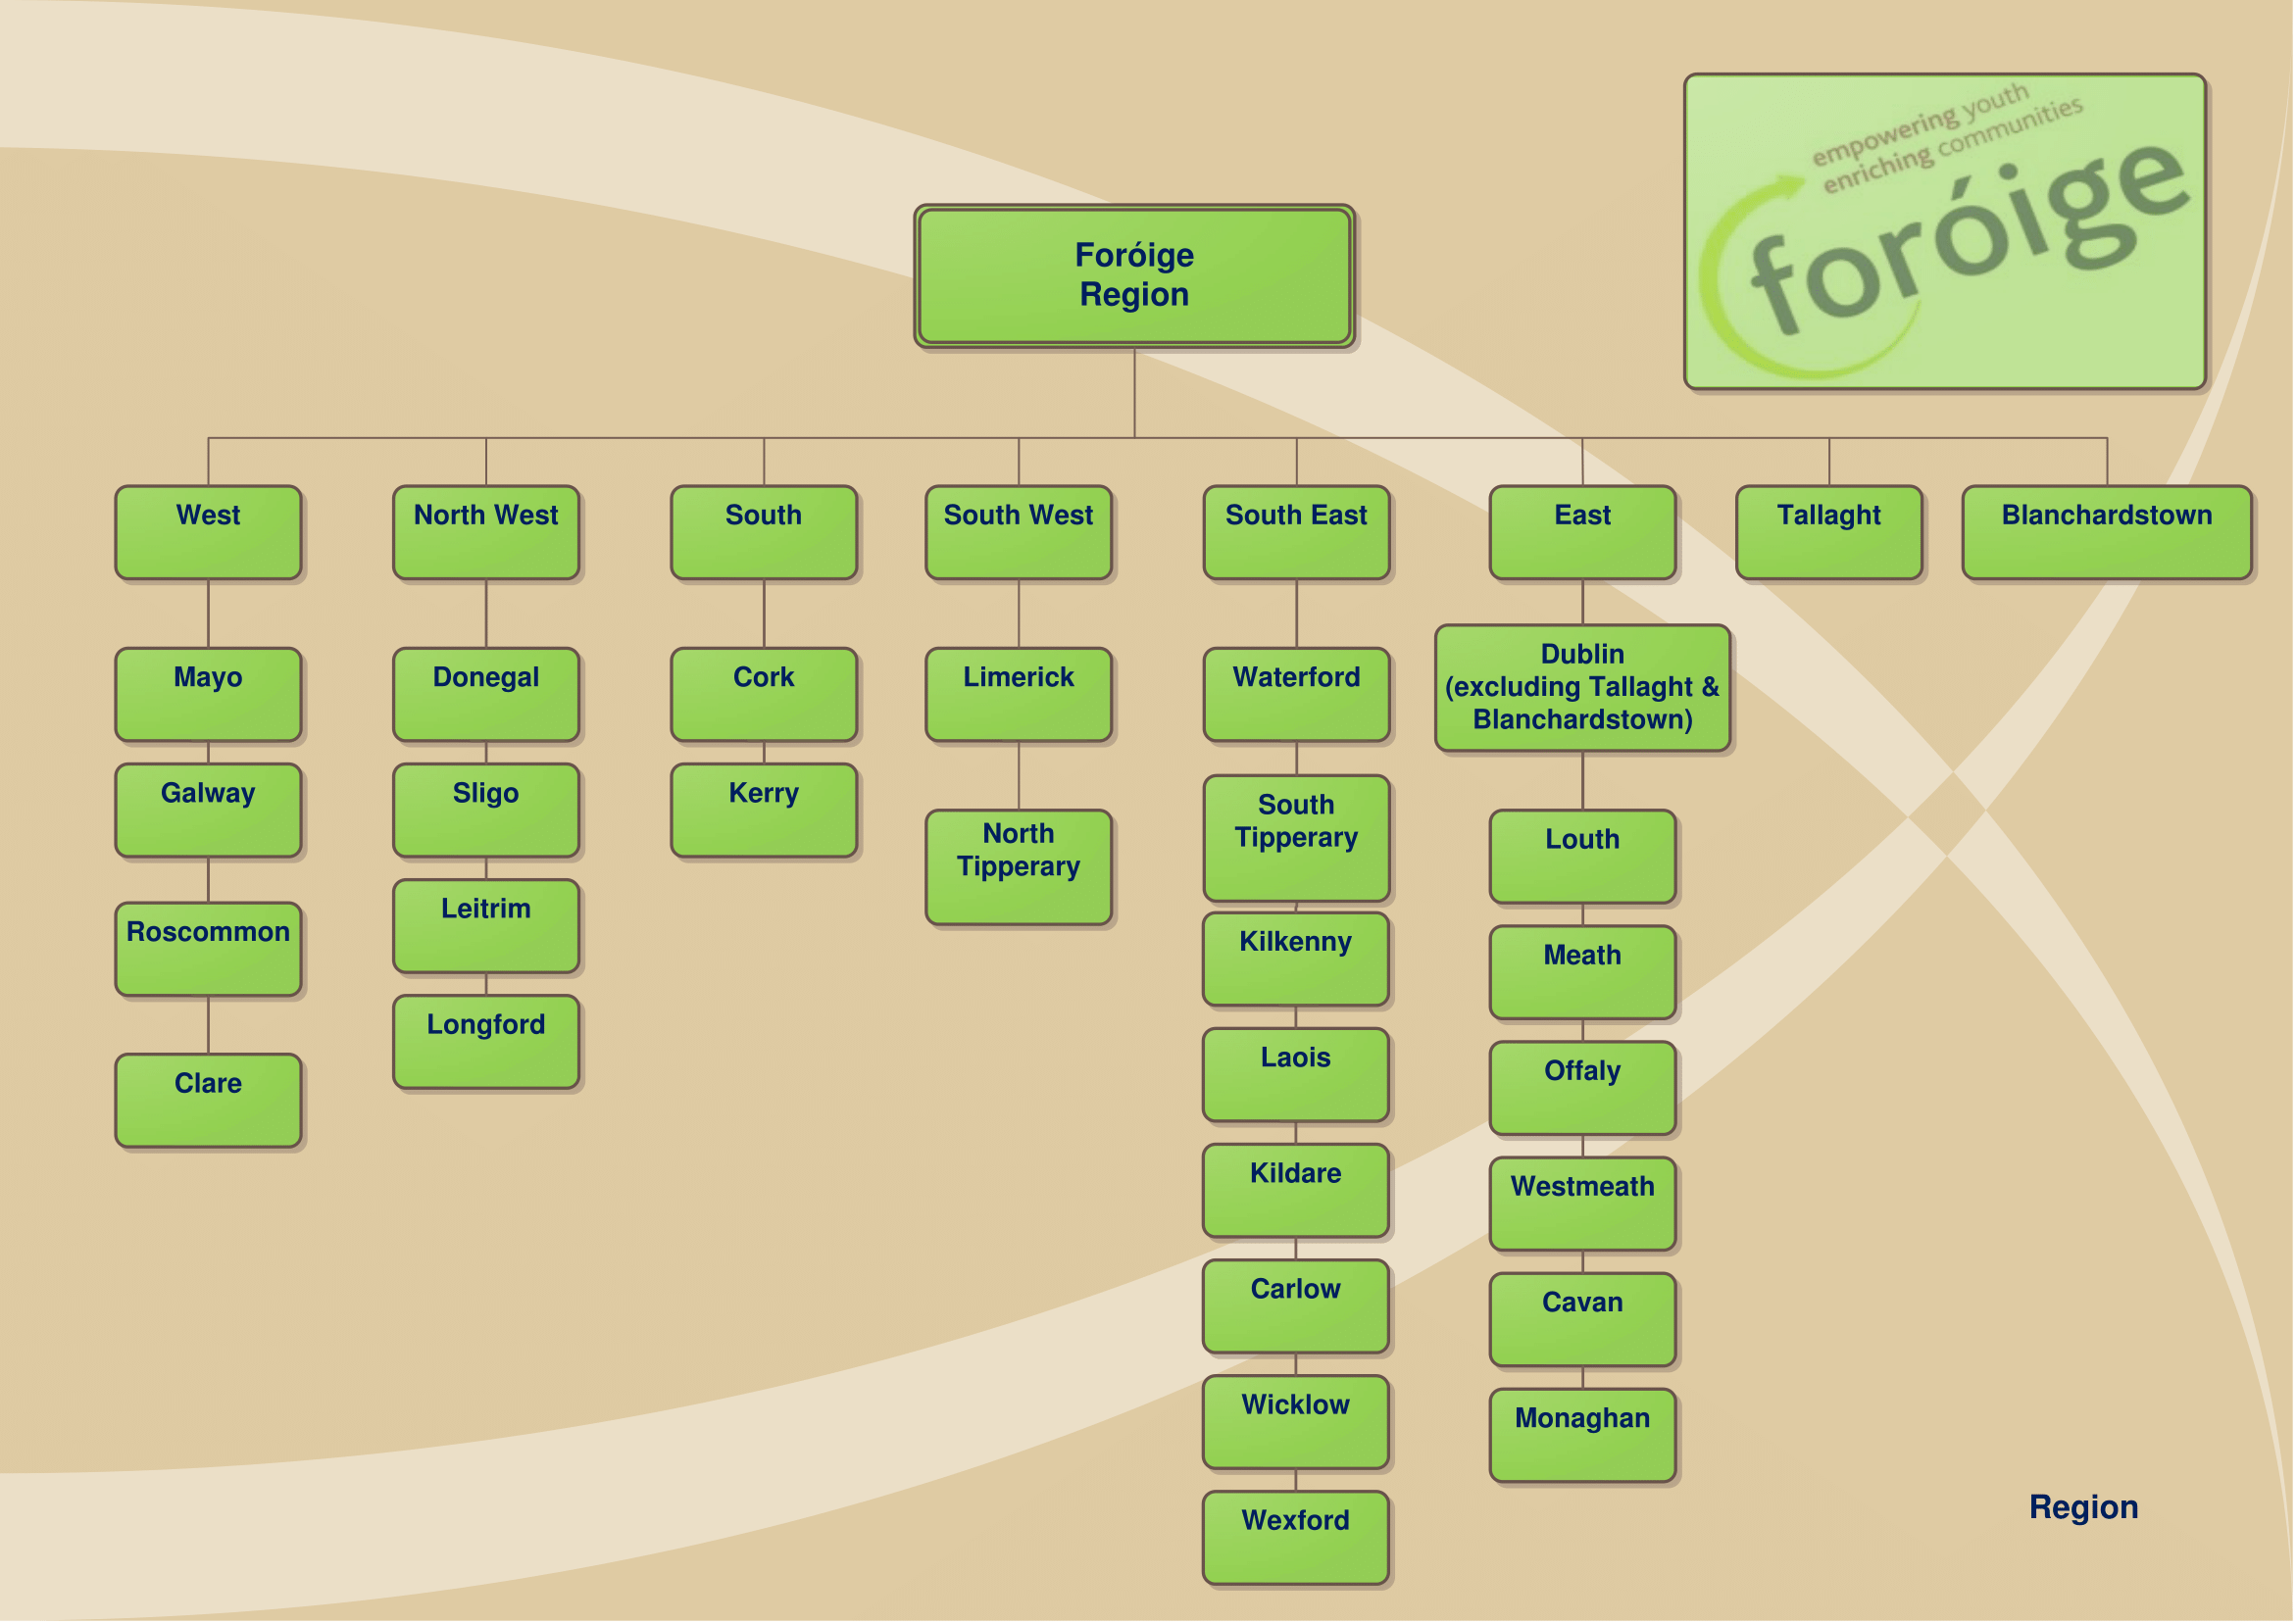 empowering youth
enriching communities
foróige
Foróige
Region
West
North West
South
South West
South East
East
Tallaght
Blanchardstown
Mayo
Galway
Roscommon
Clare
Donegal
Sligo
Leitrim
Longford
Cork
Kerry
Limerick
North
Tipperary
Waterford
South
Tipperary
Kilkenny
Laois
Kildare
Carlow
Wicklow
Wexford
Dublin
(excluding Tallaght &
Blanchardstown)
Louth
Meath
Offaly
Westmeath
Cavan
Monaghan
Region